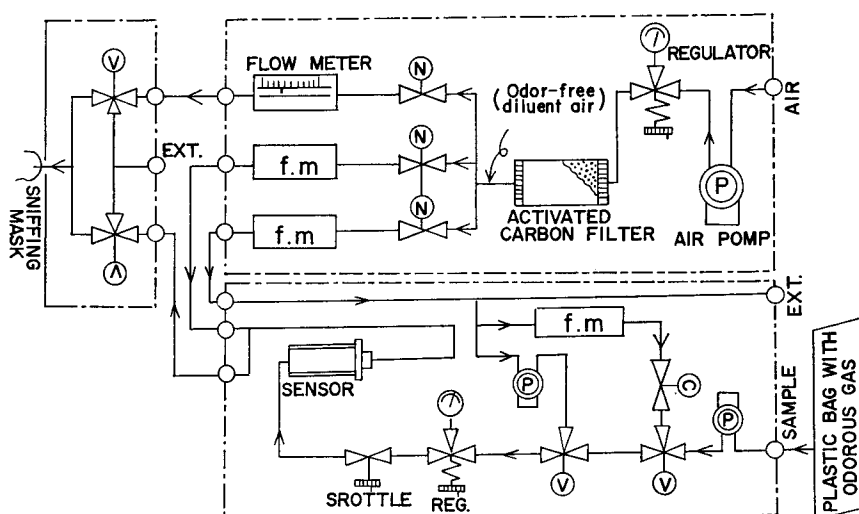 FLOW METER
REGULATOR
V
N
Odor-free
(diluent air)
AIR
EXT.
f.m
N
P
SNIFFING
MASK
f.m
N
ACTIVATED
CARBON FILTER
AIR POMP
V
EXT.
f.m
SENSOR
P
C
P
SAMPLE
PLASTIC BAG WITH
ODOROUS GAS
SROTTLE
REG.
V
V